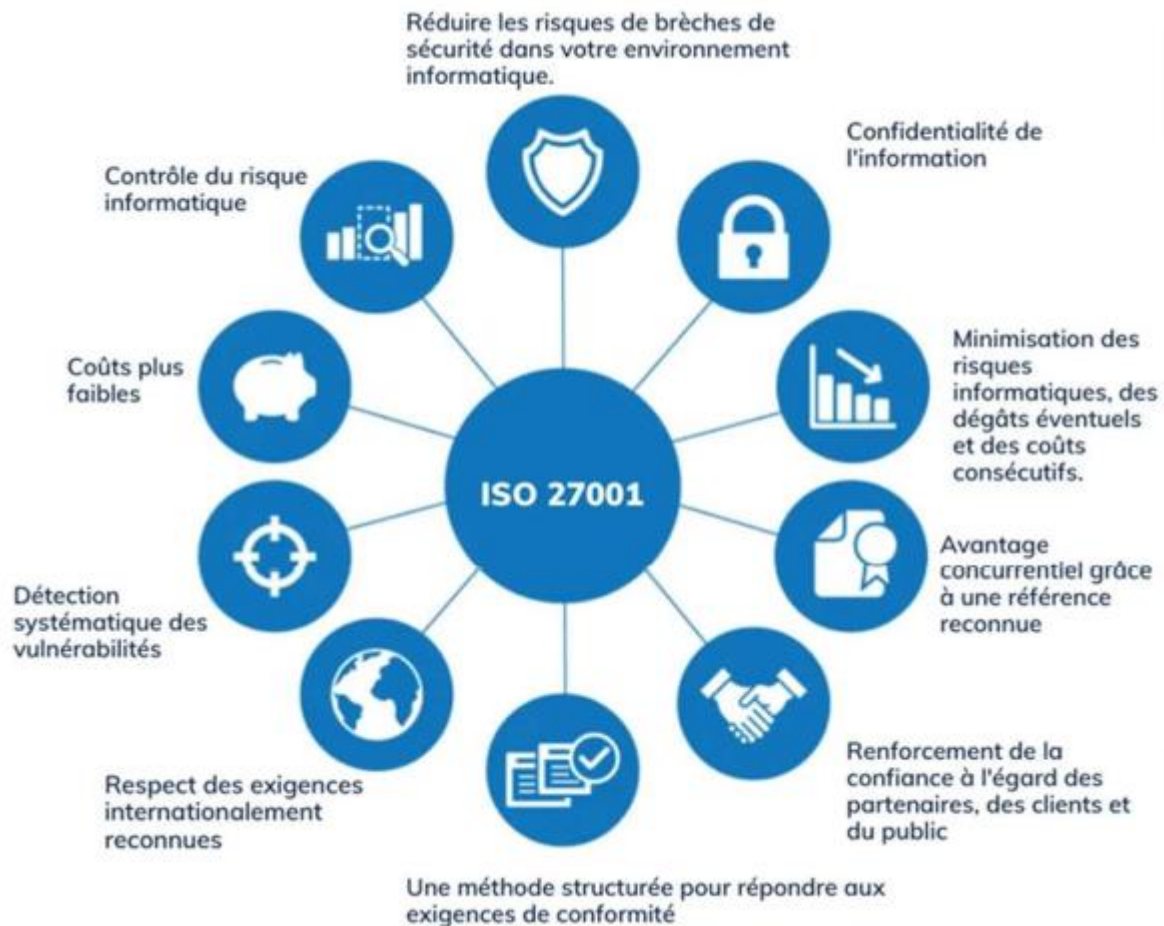 Réduire les risques de brèches de
sécurité dans votre environnement
informatique.
Confidentialité de
l'information
Contrôle du risque
informatique
Minimisation des
risques
informatiques, des
dégâts éventuels
et des coûts
consécutifs.
Coûts plus
faibles
ISO 27001
Avantage
concurrentiel grâce
à une référence
reconnue
Détection
systématique des
vulnérabilités
Renforcement de la
confiance à l'égard des
partenaires, des clients et
du public
Respect des exigences
internationalement
reconnues
Une méthode structurée pour répondre aux
exigences de conformité